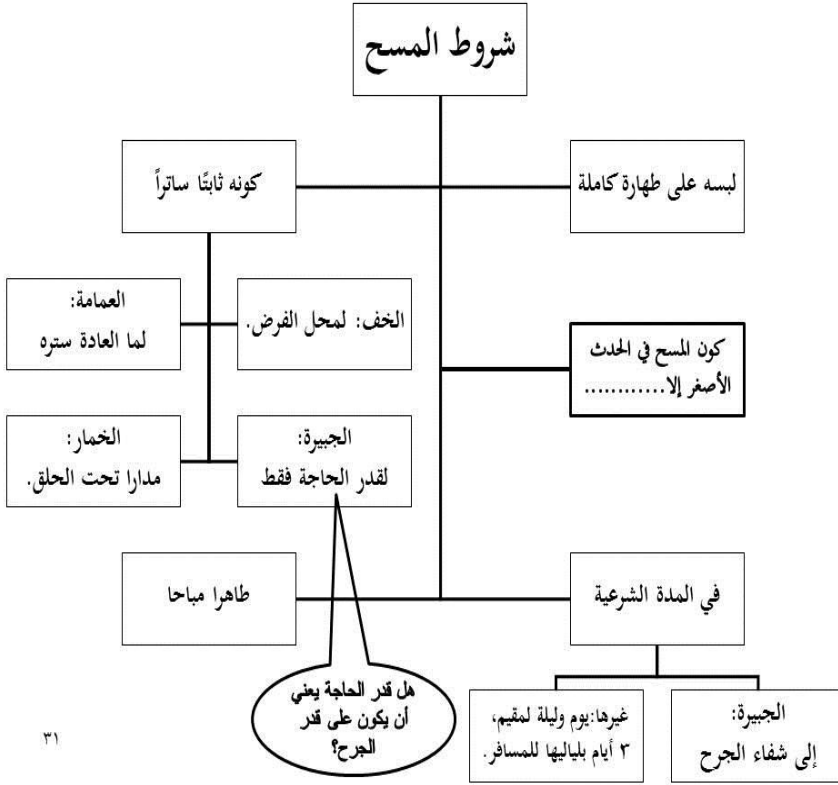 شروط المسح
لبسه على طهارة كاملة
كونه ثابتًا ساتراً
الخف: لمحل الفرض.
العمامة:
لما العادة ستره
كون المسح في الحدث
الأصغر إلا............
الجبيرة:
لقدر الحاجة فقط
الخمار:
مدارا تحت الحلق.
في المدة الشرعية
طاهرا مباحا
هل قدر الحاجة يعني
أن يكون على قدر
الجرح؟
الجبيرة:
إلى شفاء الجرح
غيرها:يوم وليلة لمقيم،
٣ أيام بلياليها للمسافر.
٣١